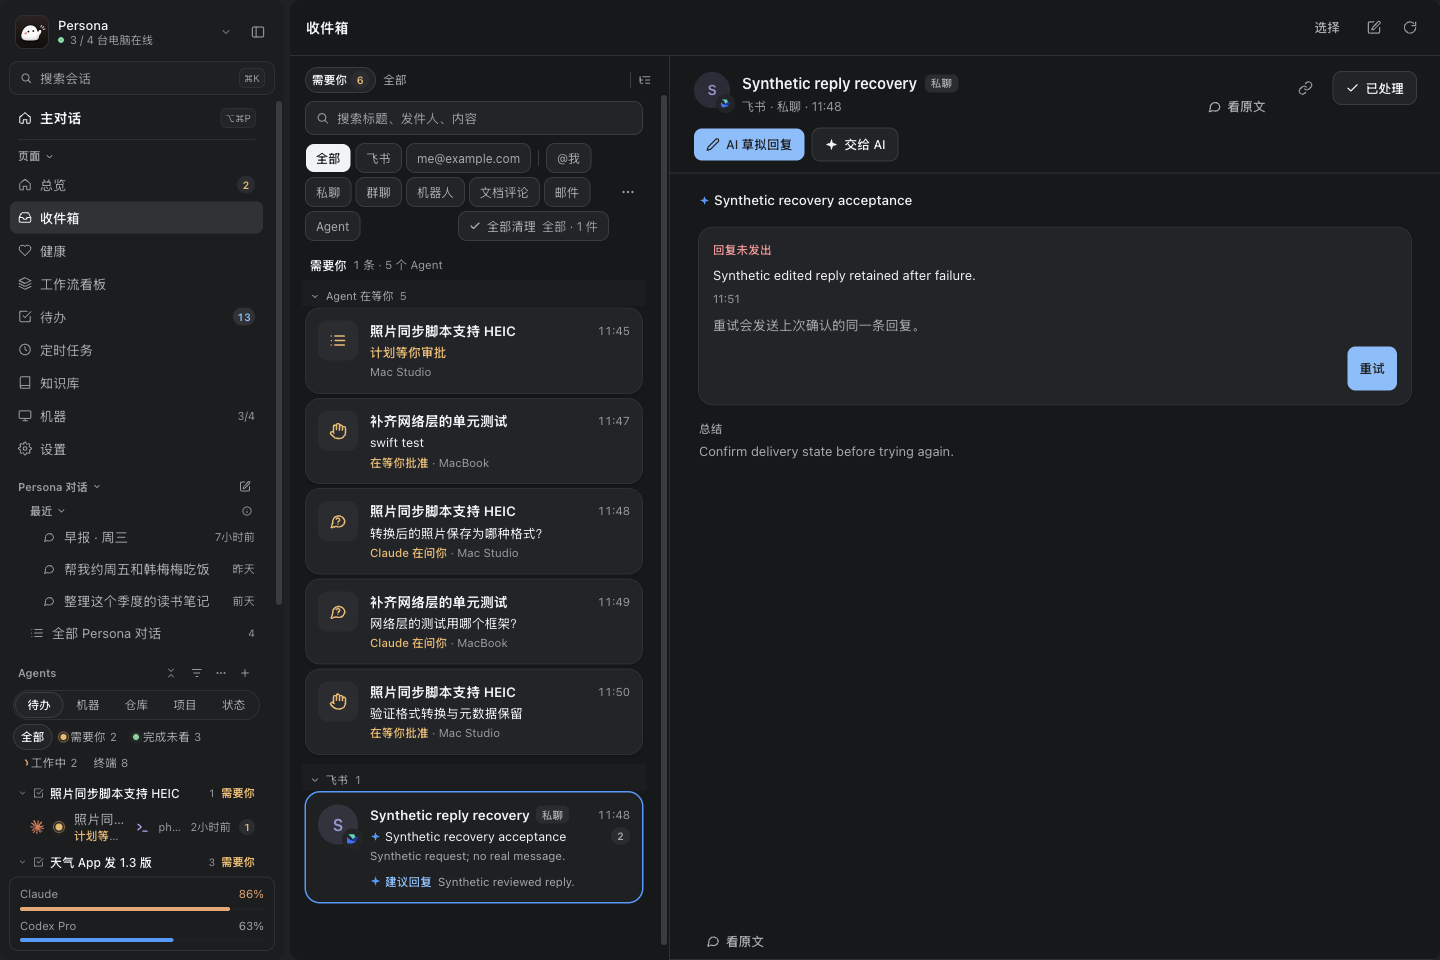 Persona
3 / 4 台电脑在线
搜索会话
⌘K
主对话
⌥⌘P
页面
总览
2
收件箱
健康
工作流看板
待办
13
定时任务
知识库
机器
3/4
设置
Persona 对话
最近
早报 · 周三
7小时前
帮我约周五和韩梅梅吃饭
昨天
整理这个季度的读书笔记
前天
全部 Persona 对话
4
Agents
待办
机器
仓库
项目
状态
全部
需要你 2
完成未看 3
工作中 2
终端 8
照片同步脚本支持 HEIC
1 需要你
照片同...
计划等...
ph...
2小时前
1
天气 App 发 1.3 版
3 需要你
Claude
86%
Codex Pro
63%
收件箱
选择
需要你 6
全部
搜索标题、发件人、内容
全部
飞书
me@example.com
@我
私聊
群聊
机器人
文档评论
邮件
Agent
全部清理 全部 · 1 件
需要你 1 条 · 5 个 Agent
Agent 在等你 5
照片同步脚本支持 HEIC
11:45
计划等你审批
Mac Studio
补齐网络层的单元测试
11:47
swift test
在等你批准 · MacBook
照片同步脚本支持 HEIC
11:48
转换后的照片保存为哪种格式?
Claude 在问你 · Mac Studio
补齐网络层的单元测试
11:49
网络层的测试用哪个框架?
Claude 在问你 · MacBook
照片同步脚本支持 HEIC
11:50
验证格式转换与元数据保留
在等你批准 · Mac Studio
飞书 1
S
Synthetic reply recovery 私聊
11:48
Synthetic recovery acceptance
2
Synthetic request; no real message.
建议回复 Synthetic reviewed reply.
S
Synthetic reply recovery 私聊
飞书 · 私聊 · 11:48
看原文
已处理
AI 草拟回复
交给 AI
Synthetic recovery acceptance
回复未发出
Synthetic edited reply retained after failure.
11:51
重试会发送上次确认的同一条回复。
重试
总结
Confirm delivery state before trying again.
看原文